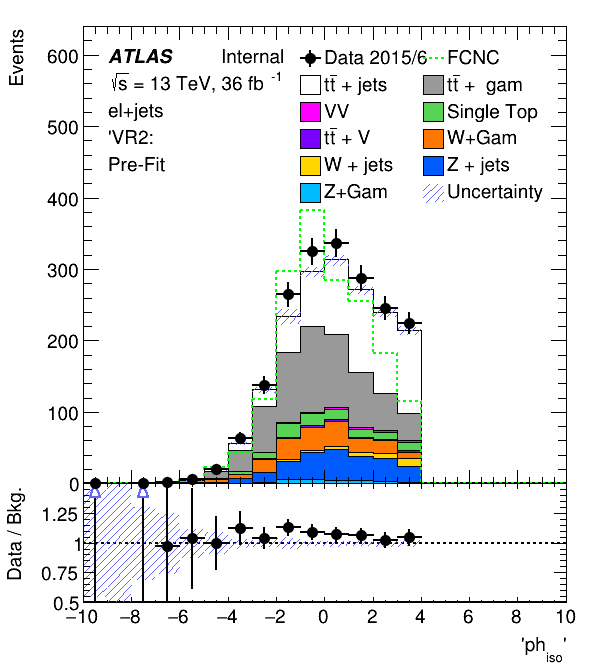 Events
600
500
400
300
200
100
0
ATLAS Internal
√s = 13 TeV, 36 fb -1
el+jets
'VR2:
Pre-Fit
Data 2015/6 FCNC
tt̄ + jets tt̄ + gam
VV Single Top
tt̄ + V W+Gam
W + jets Z + jets
Z+Gam Uncertainty
Data / Bkg.
1.25
1
0.75
0.5
−10 −8 −6 −4 −2 0 2 4 6 8 10
'ph_iso'